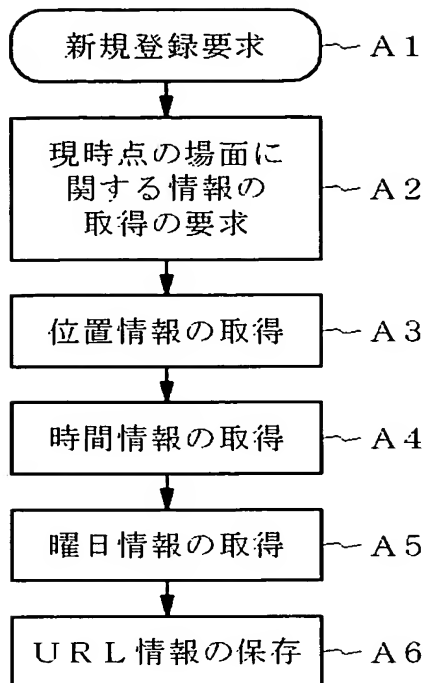 新規登録要求 A1
現時点の場面に
関する情報の
取得の要求 A2
位置情報の取得 A3
時間情報の取得 A4
曜日情報の取得 A5
URL情報の保存 A6